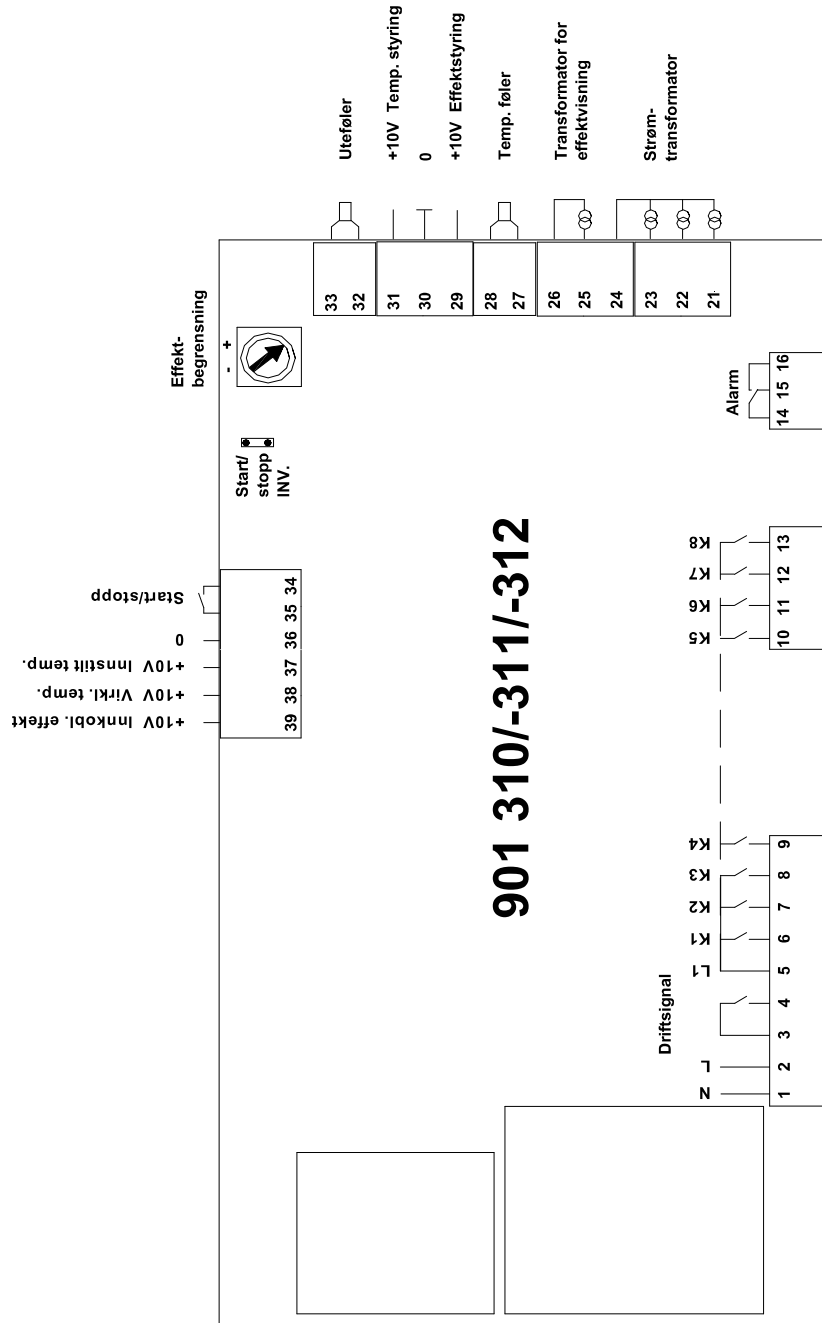 Uteføler
+10V Temp. styring
0
+10V Effektstyring
Temp. føler
Transformator for
effektvisning
Strøm-
transformator
33
32
31
30
29
28
27
26
25
24
23
22
21
Effekt-
begrensning
- +
Start/
stopp
INV.
Start/stopp
0
+10V Innstilt temp.
+10V Virkl. temp.
+10V Innkobl. effekt
39 38 37 36 35 34
901 310/-311/-312
Alarm
14 15 16
K8
K7
K6
K5
10 11 12 13
K4
K3
K2
K1
L1
Driftsignal
L
N
1 2 3 4 5 6 7 8 9